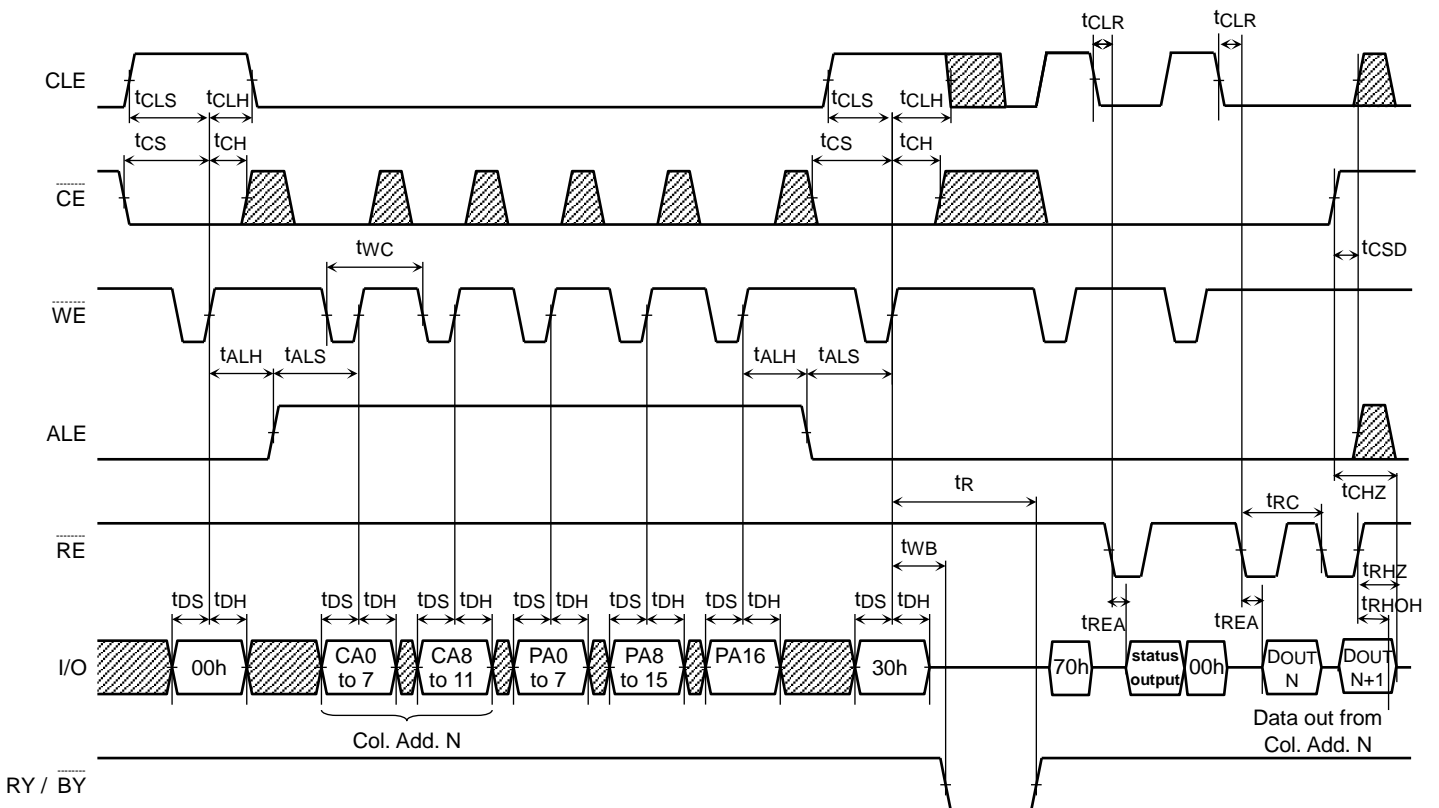 tCLR tCLR
CLE
tCLS tCLH tCLS tCLH
tCS tCH tCS tCH
CE
tWC tCSD
WE
tALH tALS tALH tALS
ALE
tR tCHZ
tRC
RE
tWB
tRHZ
tDS tDH tDS tDH tDS tDH tDS tDH tDS tDH tDS tDH tDS tDH tRHOH
tREA tREA
I/O 00h CA0 to 7 CA8 to 11 PA0 to 7 PA8 to 15 PA16 30h 70h status output 00h DOUT N DOUT N+1
Col. Add. N
Data out from
Col. Add. N
RY / BY